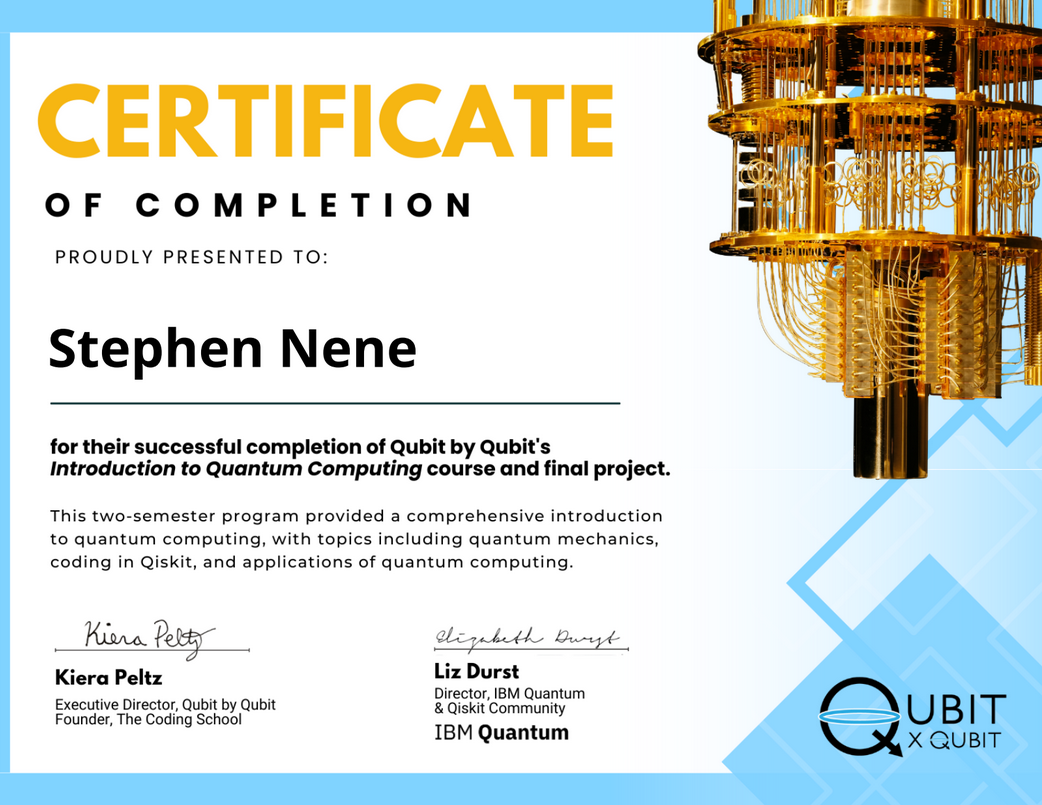 CERTIFICATE
OF COMPLETION
PROUDLY PRESENTED TO:
Stephen Nene
for their successful completion of Qubit by Qubit's
Introduction to Quantum Computing course and final project.
This two-semester program provided a comprehensive introduction
to quantum computing, with topics including quantum mechanics,
coding in Qiskit, and applications of quantum computing.
Kiera Peltz
Kiera Peltz
Executive Director, Qubit by Qubit
Founder, The Coding School
Elizabeth Durst
Liz Durst
Director, IBM Quantum
& Qiskit Community
IBM Quantum
QUBIT
X QUBIT